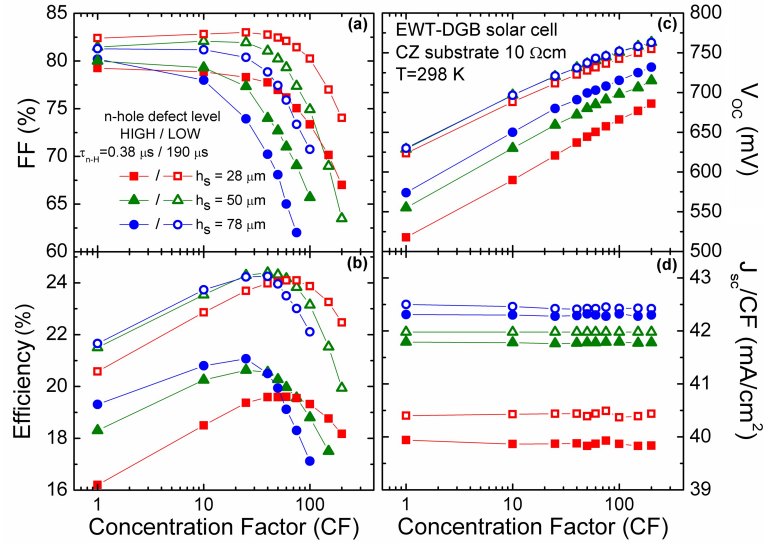 (a)
85
80
75
70
65
60
FF (%)
n-hole defect level
HIGH / LOW
τn-H=0.38 μs / 190 μs
/ hs = 28 μm
/ hs = 50 μm
/ hs = 78 μm
(b)
24
22
20
18
16
Efficiency (%)
1
10
100
Concentration Factor (CF)
EWT-DGB solar cell
CZ substrate 10 Ωcm
T=298 K
(c)
800
750
700
650
600
550
500
VOC
(mV)
(d)
43
42
41
40
39
Jsc/CF (mA/cm2)
1
10
100
Concentration Factor (CF)